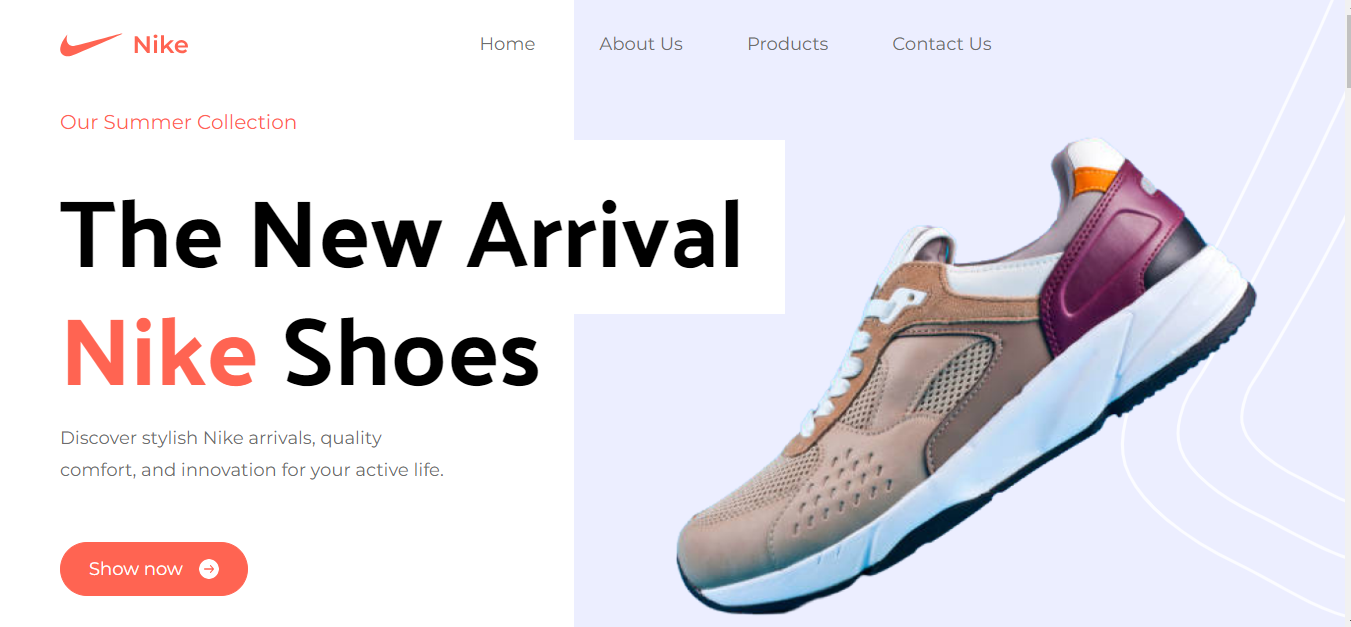 Nike
Home About Us Products Contact Us
Our Summer Collection
The New Arrival
Nike Shoes
Discover stylish Nike arrivals, quality
comfort, and innovation for your active life.
Show now